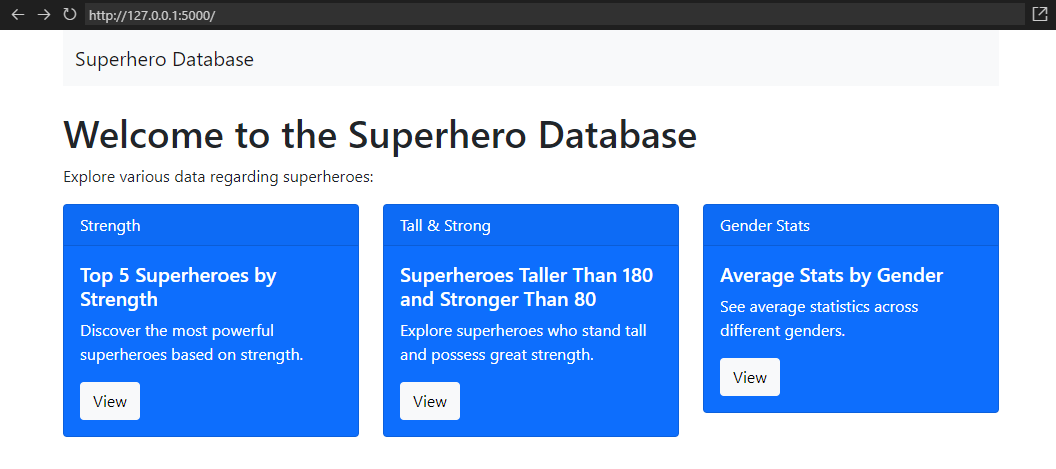 http://127.0.0.1:5000/
Superhero Database
Welcome to the Superhero Database
Explore various data regarding superheroes:
Strength
Top 5 Superheroes by
Strength
Discover the most powerful
superheroes based on strength.
View
Tall & Strong
Superheroes Taller Than 180
and Stronger Than 80
Explore superheroes who stand tall
and possess great strength.
View
Gender Stats
Average Stats by Gender
See average statistics across
different genders.
View